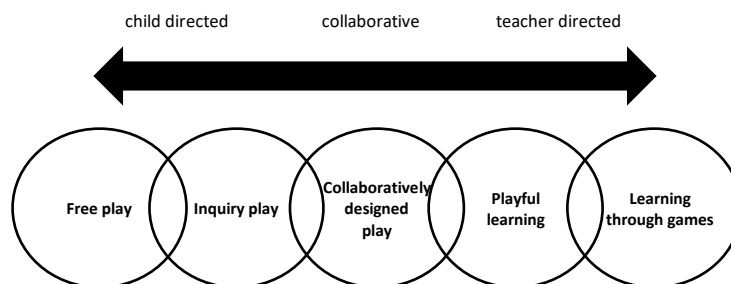 child directed
collaborative
teacher directed
Free play
Inquiry play
Collaboratively
designed
play
Playful
learning
Learning
through games